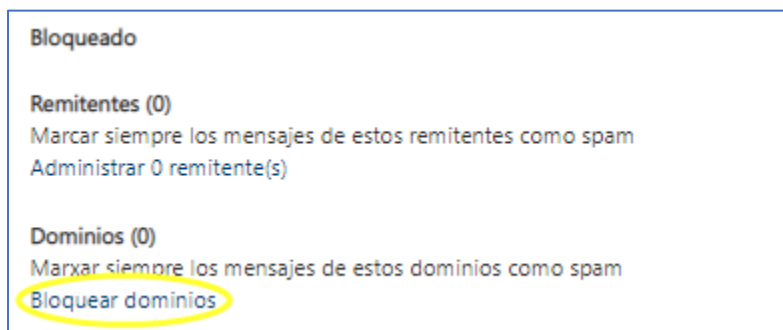 Bloqueado
Remitentes (0)
Marcar siempre los mensajes de estos remitentes como spam
Administrar 0 remitente(s)
Dominios (0)
Marxar siempre los mensajes de estos dominios como spam
Bloquear dominios